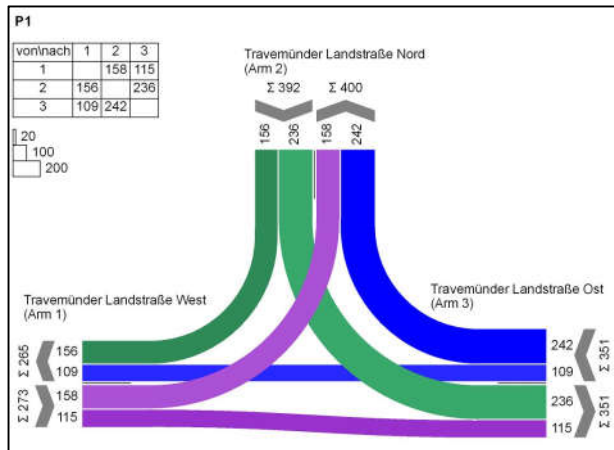 P1
von\nach 1 2 3
1 158 115
2 156 236
3 109 242
20
100
200
Travemünder Landstraße Nord
(Arm 2)
Σ 392 Σ 400
156 236 158 242
Travemünder Landstraße West
(Arm 1)
Travemünder Landstraße Ost
(Arm 3)
Σ 265
156
109
Σ 273
158
115
242
109
Σ 351
236
115
Σ 351